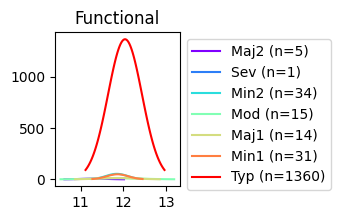 Functional
1000
500
0
11
12
13
Maj2 (n=5)
Sev (n=1)
Min2 (n=34)
Mod (n=15)
Maj1 (n=14)
Min1 (n=31)
Typ (n=1360)